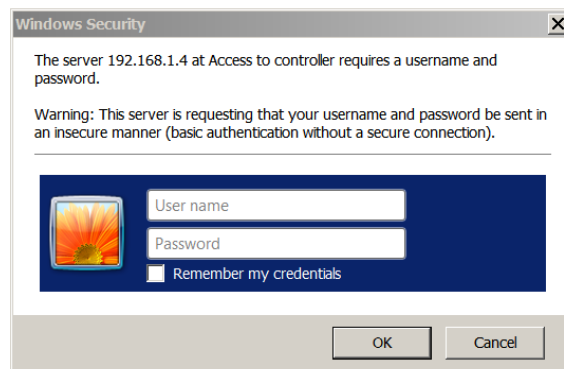 Windows Security
The server 192.168.1.4 at Access to controller requires a username and
password.
Warning: This server is requesting that your username and password be sent in
an insecure manner (basic authentication without a secure connection).
User name
Password
Remember my credentials
OK
Cancel